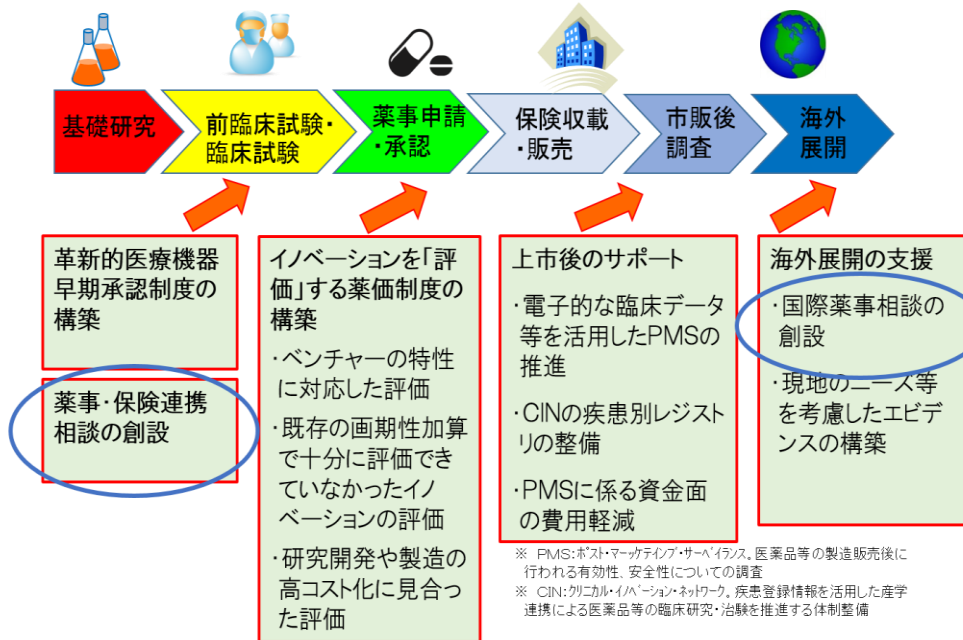 基礎研究
前臨床試験・
臨床試験
薬事申請
・承認
保険収載
・販売
市販後
調査
海外
展開
革新的医療機器
早期承認制度の
構築
薬事・保険連携
相談の創設
イノベーションを「評
価」する薬価制度の
構築
・ベンチャーの特性
に対応した評価
・既存の画期性加算
で十分に評価でき
ていなかったイノ
ベーションの評価
・研究開発や製造の
高コスト化に見合っ
た評価
上市後のサポート
・電子的な臨床データ
等を活用したPMSの
推進
・CINの疾患別レジスト
リの整備
・PMSに係る資金面
の費用軽減
海外展開の支援
・国際薬事相談の
創設
・現地のニーズ等
を考慮したエビデ
ンスの構築
※ PMS:ポスト・マーケティング・サーベイランス。医薬品等の製造販売後に
行われる有効性、安全性についての調査
※ CIN:クリニカル・イノベーション・ネットワーク。疾患登録情報を活用した産学
連携による医薬品等の臨床研究・治験を推進する体制整備